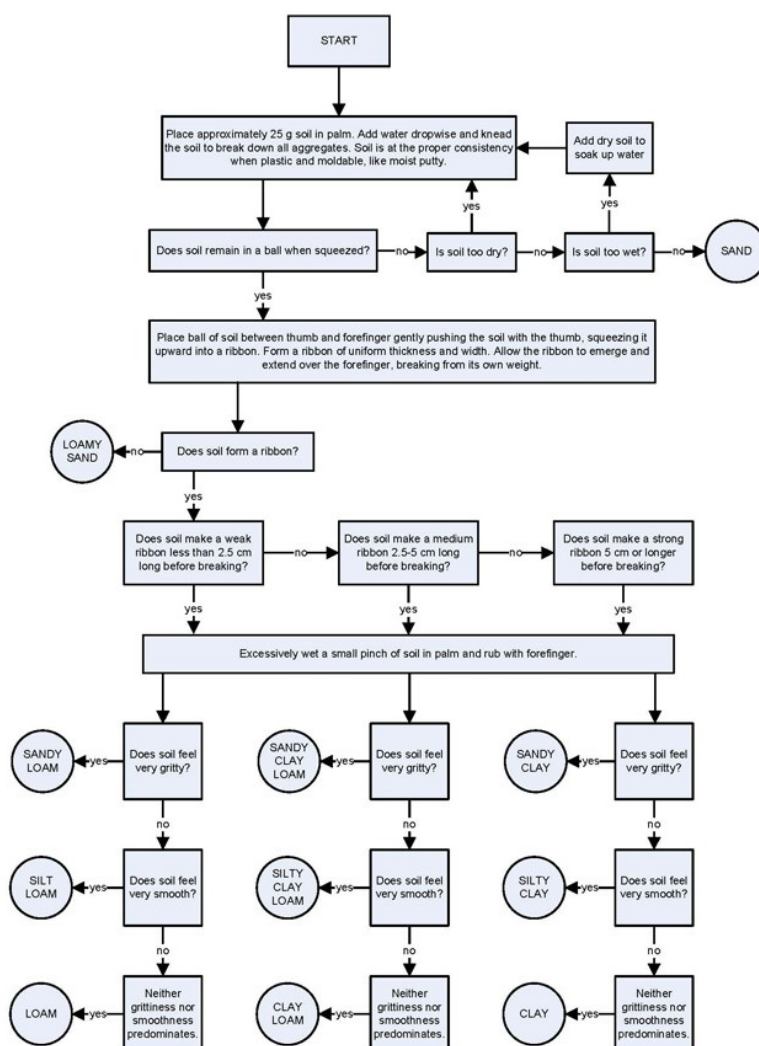 START
Place approximately 25 g soil in palm. Add water dropwise and knead
the soil to break down all aggregates. Soil is at the proper consistency
when plastic and moldable, like moist putty.
Add dry soil to
soak up water
yes
yes
Does soil remain in a ball when squeezed?
no
Is soil too dry?
no
Is soil too wet?
no
SAND
yes
Place ball of soil between thumb and forefinger gently pushing the soil with the thumb, squeezing it
upward into a ribbon. Form a ribbon of uniform thickness and width. Allow the ribbon to emerge and
extend over the forefinger, breaking from its own weight.
LOAMY
SAND
no
Does soil form a ribbon?
yes
Does soil make a weak
ribbon less than 2.5 cm
long before breaking?
no
Does soil make a medium
ribbon 2.5-5 cm long
before breaking?
no
Does soil make a strong
ribbon 5 cm or longer
before breaking?
yes
yes
yes
Excessively wet a small pinch of soil in palm and rub with forefinger.
SANDY
LOAM
yes
Does soil feel
very gritty?
SANDY
CLAY
LOAM
yes
Does soil feel
very gritty?
SANDY
CLAY
yes
Does soil feel
very gritty?
no
no
no
SILT
LOAM
yes
Does soil feel
very smooth?
SILTY
CLAY
LOAM
yes
Does soil feel
very smooth?
SILTY
CLAY
yes
Does soil feel
very smooth?
no
no
no
LOAM
yes
Neither
grittiness nor
smoothness
predominates.
CLAY
LOAM
yes
Neither
grittiness nor
smoothness
predominates.
CLAY
yes
Neither
grittiness nor
smoothness
predominates.